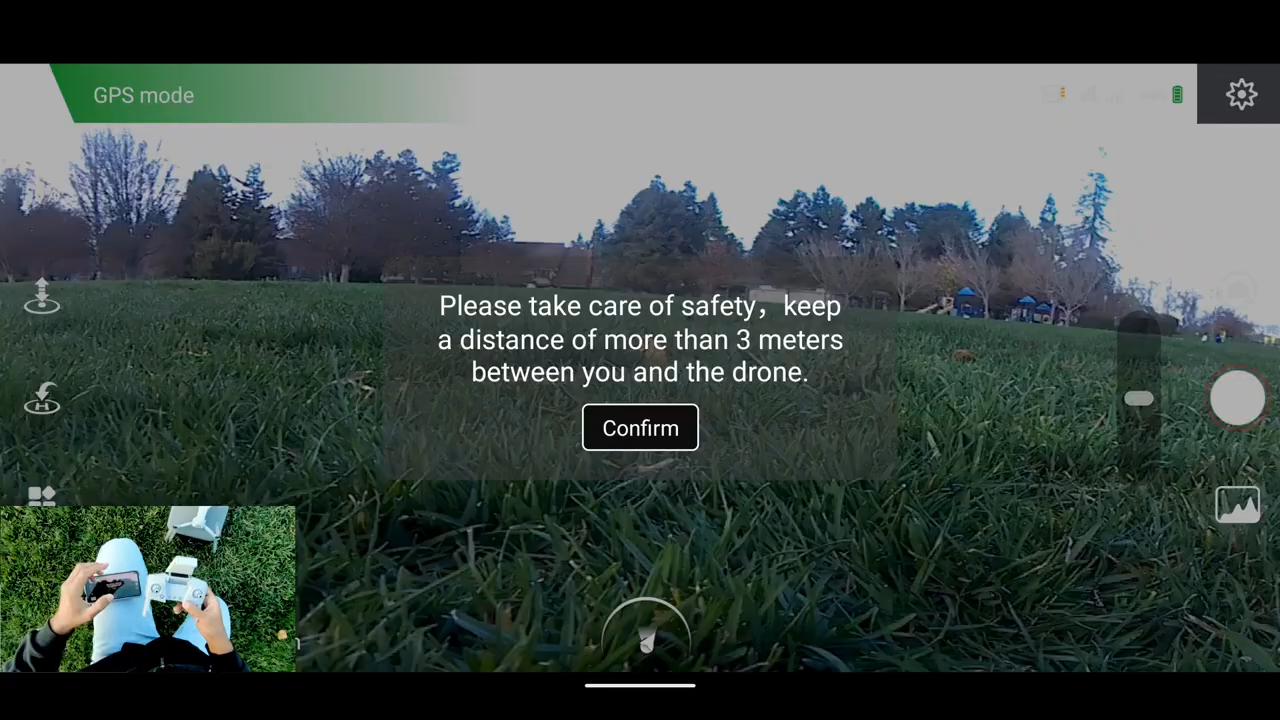 GPS mode
Please take care of safety，keep
a distance of more than 3 meters
between you and the drone.
Confirm